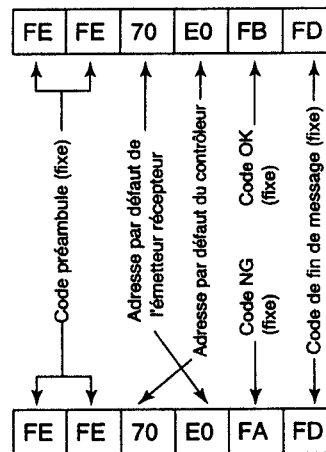 FE FE 70 E0 FB FD
Code préambule (fixe)
Adresse par défaut de
l'émetteur récepteur
Adresse par défaut du contrôleur
Code OK
(fixe)
Code NG
(fixe)
Code de fin de message (fixe)
FE FE 70 E0 FA FD